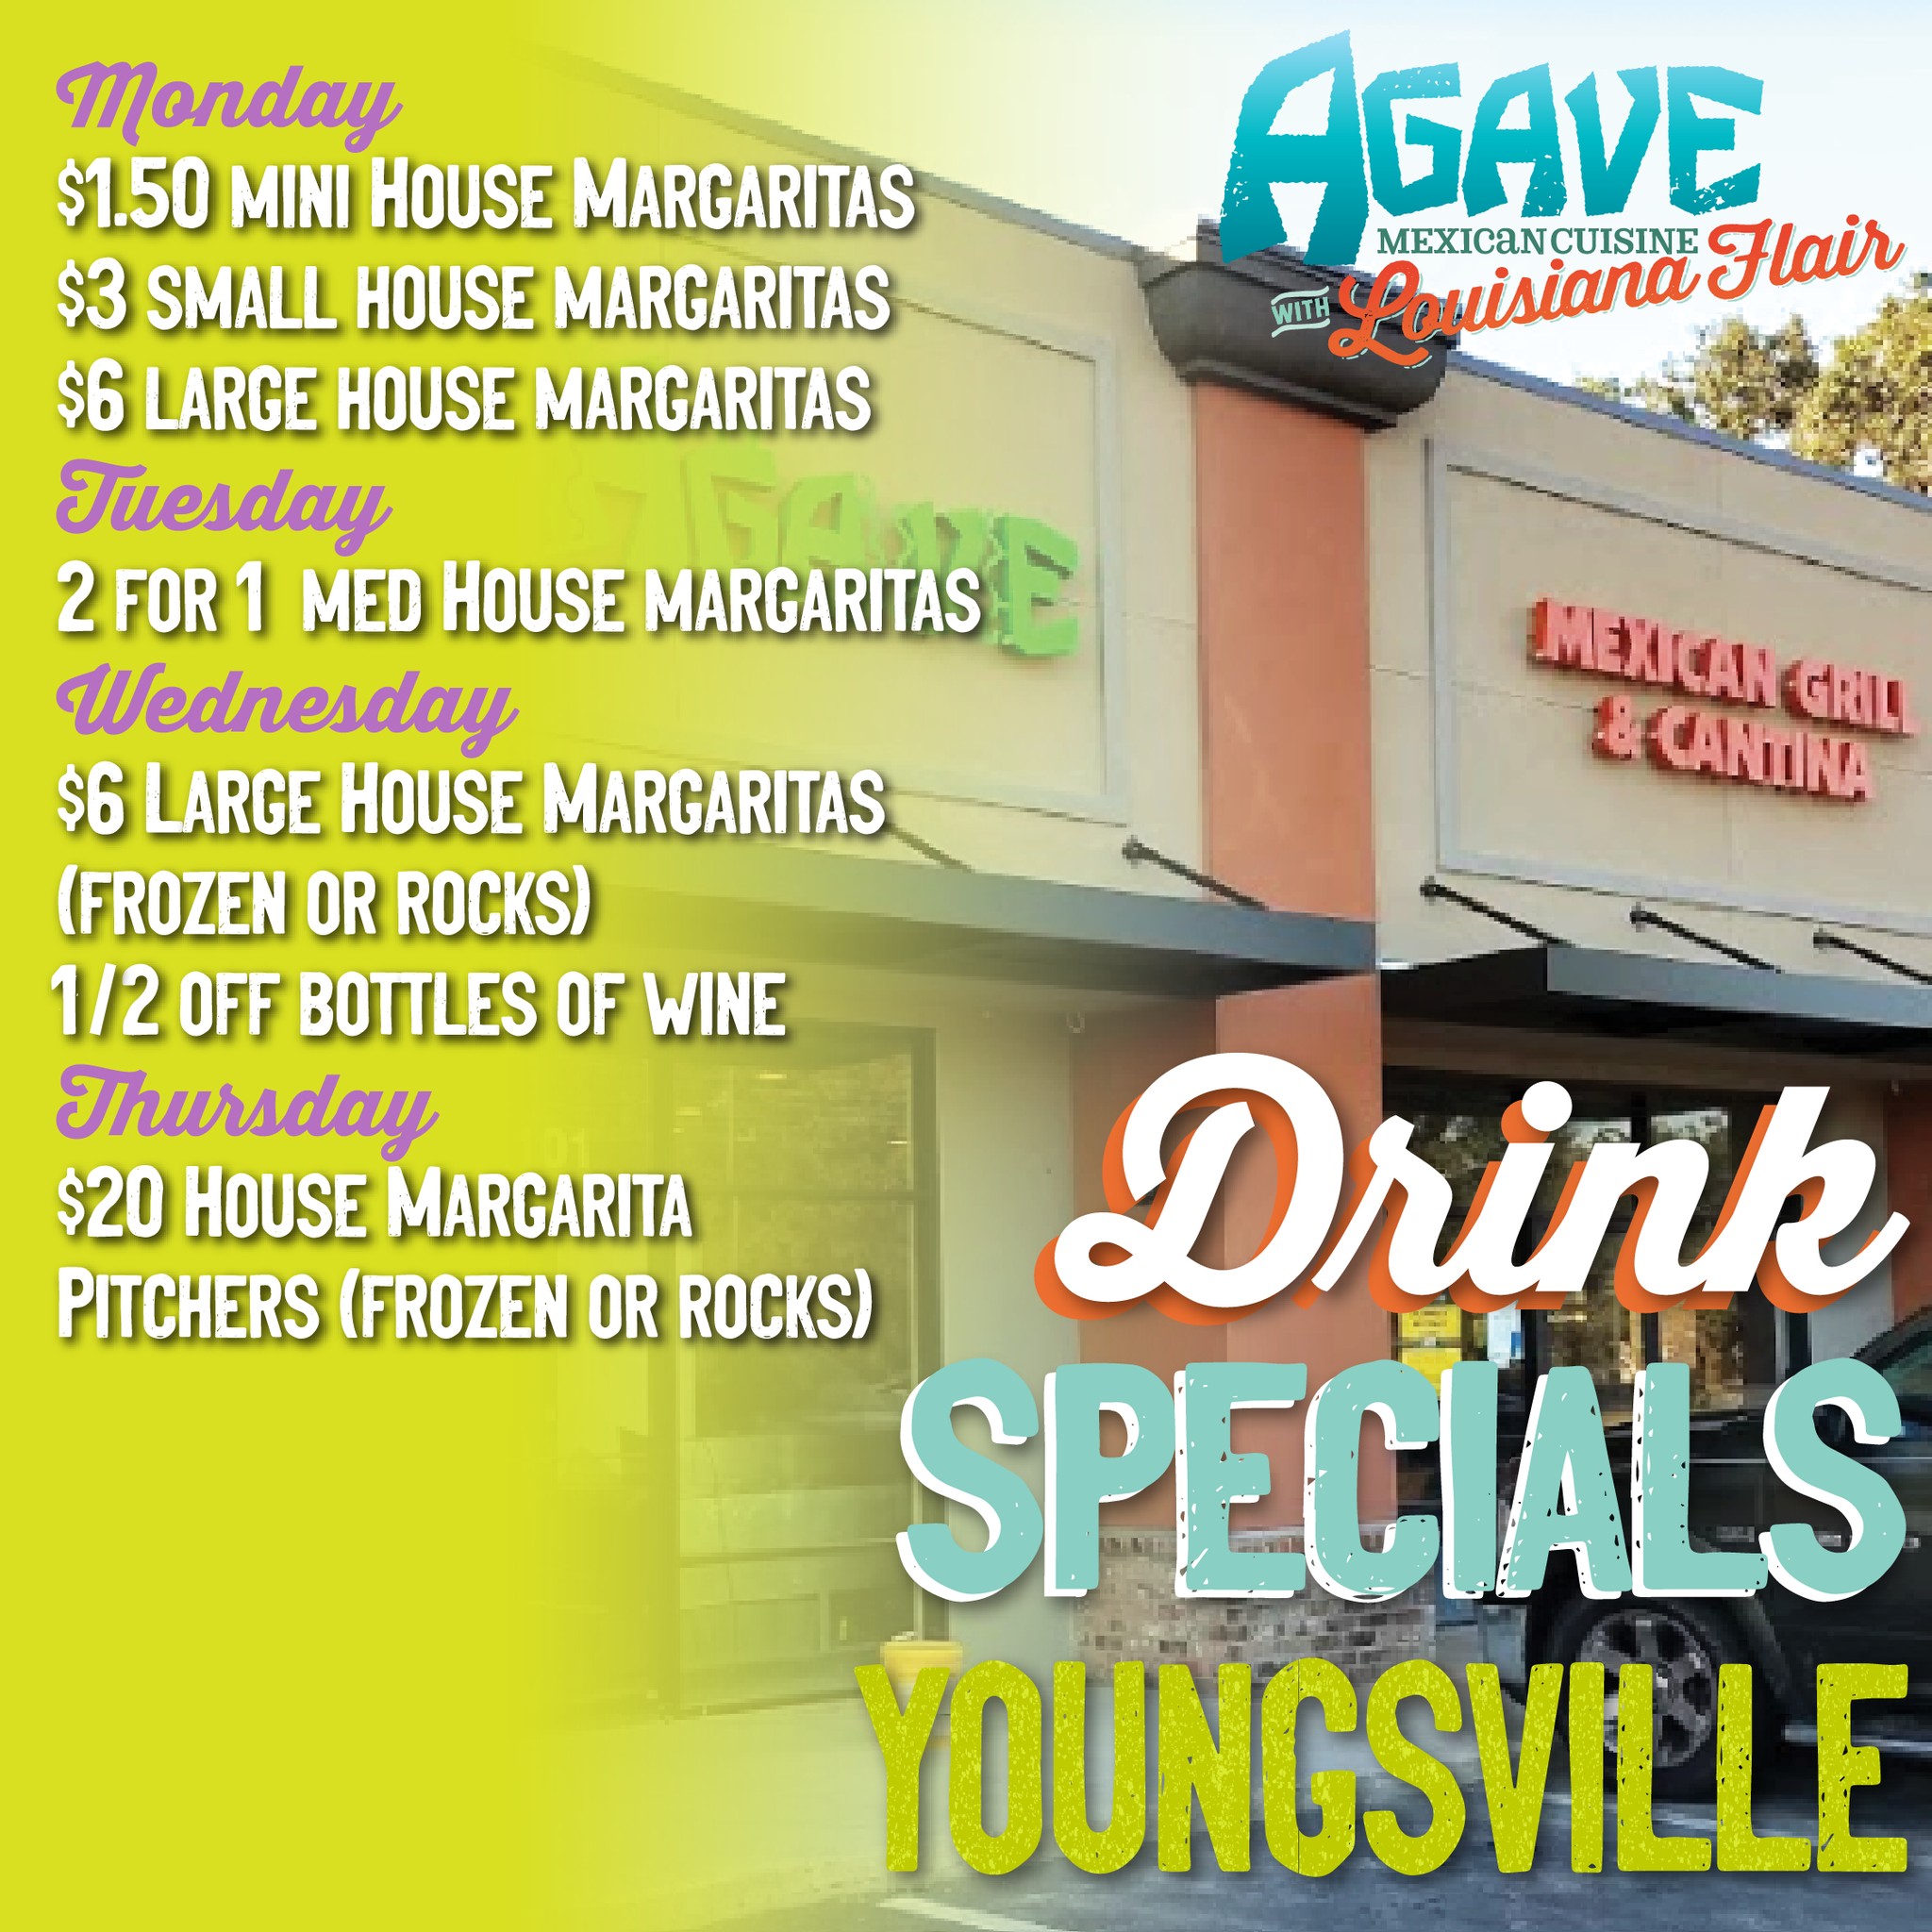 Monday
$1.50 MINI HOUSE MARGARITAS
$3 SMALL HOUSE MARGARITAS
$6 LARGE HOUSE MARGARITAS
Tuesday
2 FOR 1 MED HOUSE MARGARITAS
Wednesday
$6 LARGE HOUSE MARGARITAS
(FROZEN OR ROCKS)
1/2 OFF BOTTLES OF WINE
Thursday
$20 HOUSE MARGARITA
PITCHERS (FROZEN OR ROCKS)
AGAVE
MEXICAN CUISINE
WITH Louisiana Flair
AGAVE
MEXICAN GRILL
& CANTINA
101
Drink
SPECIALS
YOUNGSVILLE